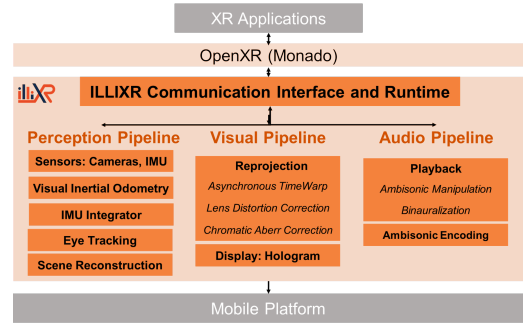 XR Applications
OpenXR (Monado)
illiXR
ILLIXR Communication Interface and Runtime
Perception Pipeline
Sensors: Cameras, IMU
Visual Inertial Odometry
IMU Integrator
Eye Tracking
Scene Reconstruction
Visual Pipeline
Reprojection
Asynchronous TimeWarp
Lens Distortion Correction
Chromatic Aberr Correction
Display: Hologram
Audio Pipeline
Playback
Ambisonic Manipulation
Binauralization
Ambisonic Encoding
Mobile Platform